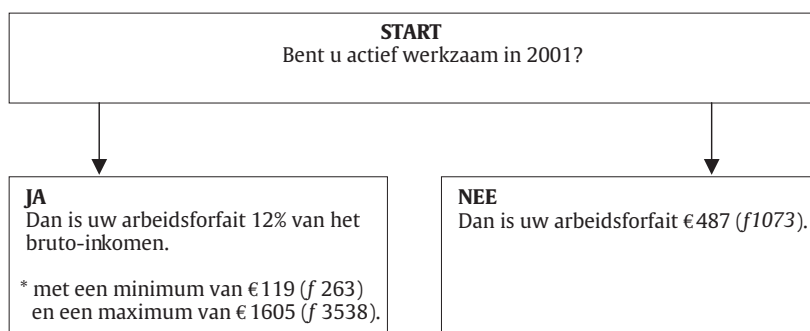 START
Bent u actief werkzaam in 2001?
JA
Dan is uw arbeidsforfait 12% van het
bruto-inkomen.
* met een minimum van €119 (f 263)
en een maximum van €1605 (f 3538).
NEE
Dan is uw arbeidsforfait €487 (f1073).